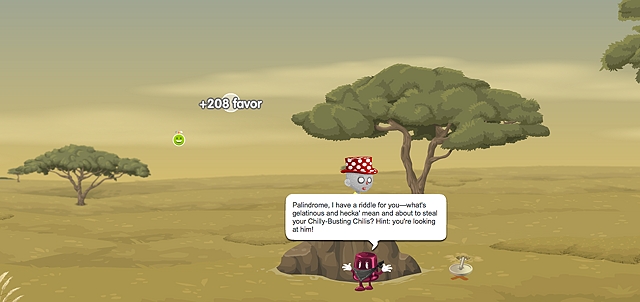 +208 favor
Palindrome, I have a riddle for you—what's
gelatinous and hecka' mean and about to steal
your Chilly-Busting Chilis? Hint: you're looking
at him!